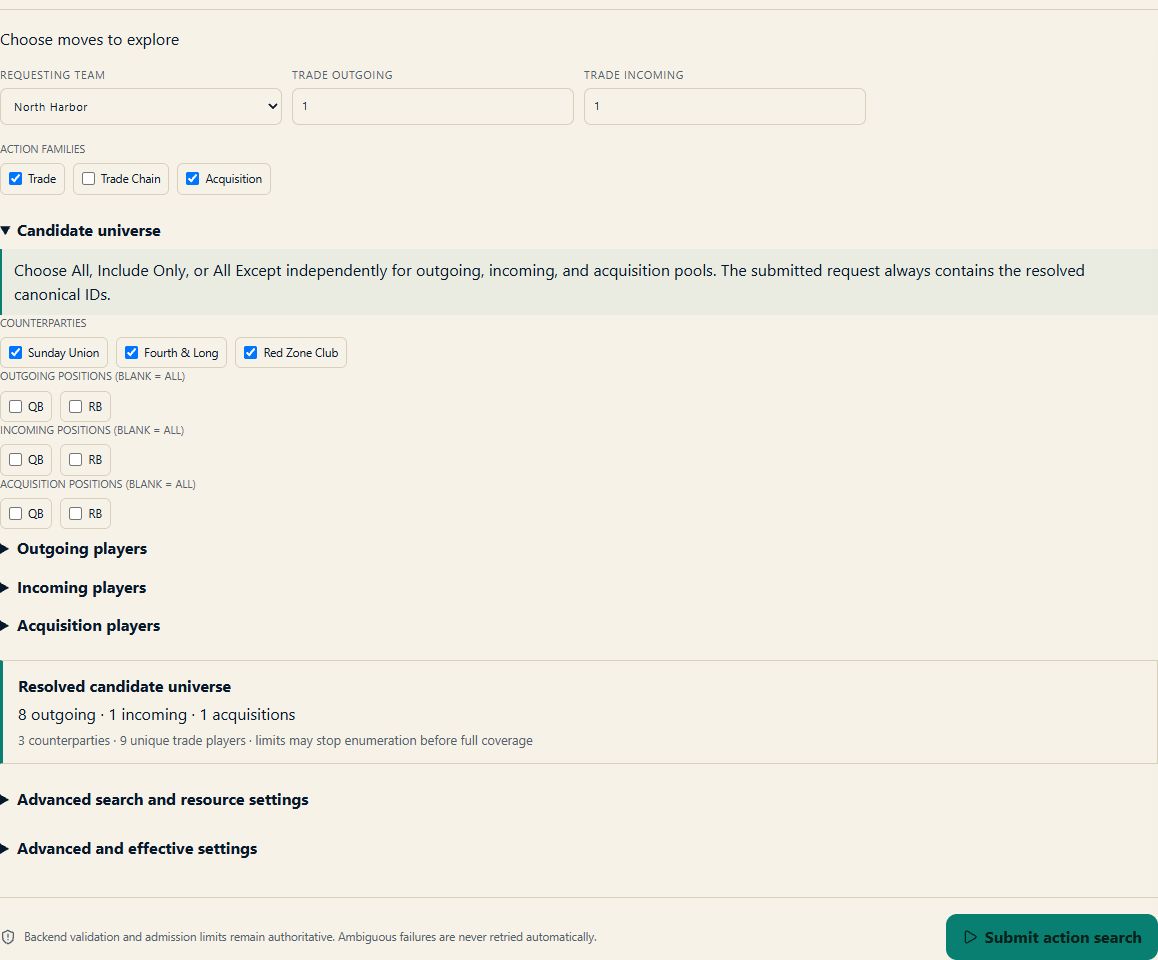 Choose moves to explore
REQUESTING TEAM TRADE OUTGOING TRADE INCOMING
North Harbor 1 1
ACTION FAMILIES
Trade Trade Chain Acquisition
Candidate universe
Choose All, Include Only, or All Except independently for outgoing, incoming, and acquisition pools. The submitted request always contains the resolved
canonical IDs.
COUNTERPARTIES
Sunday Union Fourth & Long Red Zone Club
OUTGOING POSITIONS (BLANK = ALL)
QB RB
INCOMING POSITIONS (BLANK = ALL)
QB RB
ACQUISITION POSITIONS (BLANK = ALL)
QB RB
Outgoing players
Incoming players
Acquisition players
Resolved candidate universe
8 outgoing · 1 incoming · 1 acquisitions
3 counterparties · 9 unique trade players · limits may stop enumeration before full coverage
Advanced search and resource settings
Advanced and effective settings
Backend validation and admission limits remain authoritative. Ambiguous failures are never retried automatically.
Submit action search